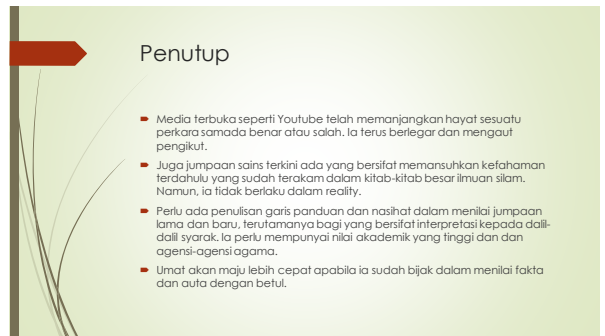 Penutup
Media terbuka seperti Youtube telah memanjangkan hayat sesuatu
perkara samada benar atau salah. Ia terus berlegar dan mengaut
pengikut.
Juga jumpaan sains terkini ada yang bersifat memansuhkan kefahaman
terdahulu yang sudah terakam dalam kitab-kitab besar ilmuan silam.
Namun, ia tidak berlaku dalam reality.
Perlu ada penulisan garis panduan dan nasihat dalam menilai jumpaan
lama dan baru, terutamanya bagi yang bersifat interpretasi kepada dalil-
dalil syarak. Ia perlu mempunyai nilai akademik yang tinggi dan dan
agensi-agensi agama.
Umat akan maju lebih cepat apabila ia sudah bijak dalam menilai fakta
dan auta dengan betul.